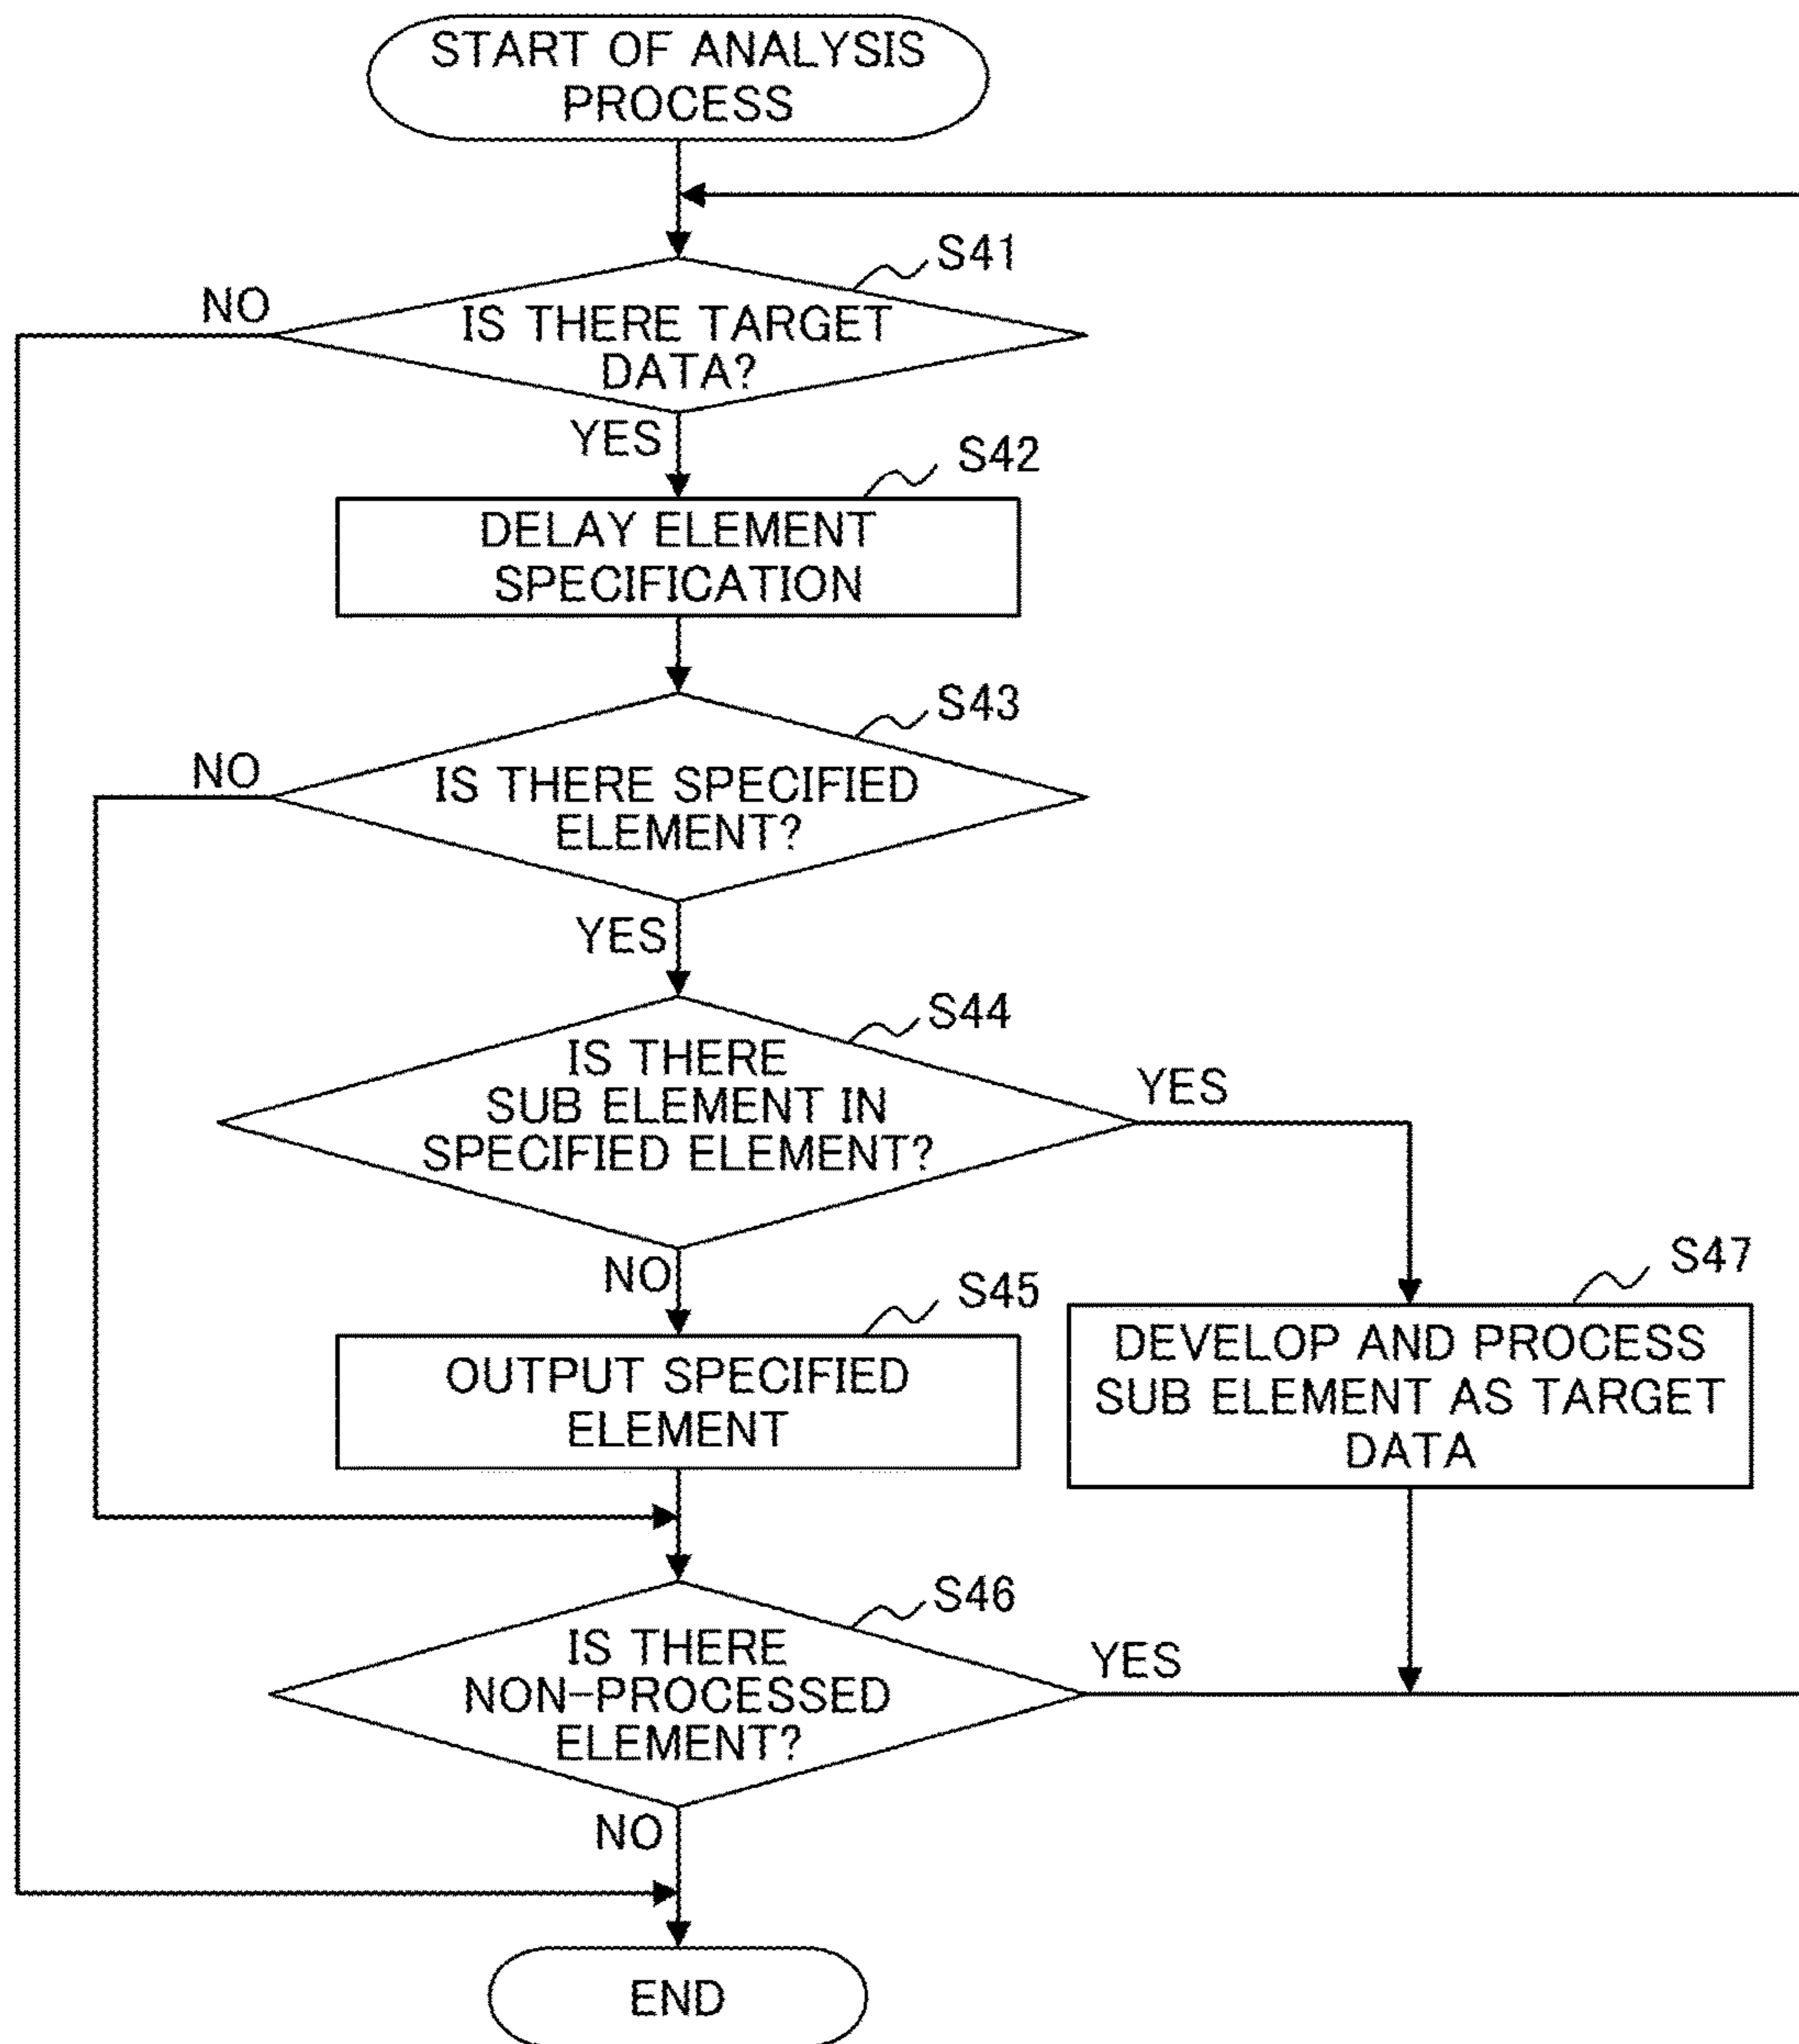 START OF ANALYSIS
PROCESS
S41
NO
IS THERE TARGET
DATA?
YES
S42
DELAY ELEMENT
SPECIFICATION
S43
NO
IS THERE SPECIFIED
ELEMENT?
YES
S44
IS THERE
SUB ELEMENT IN
SPECIFIED ELEMENT?
YES
NO
S45
OUTPUT SPECIFIED
ELEMENT
S47
DEVELOP AND PROCESS
SUB ELEMENT AS TARGET
DATA
S46
IS THERE
NON-PROCESSED
ELEMENT?
YES
NO
END